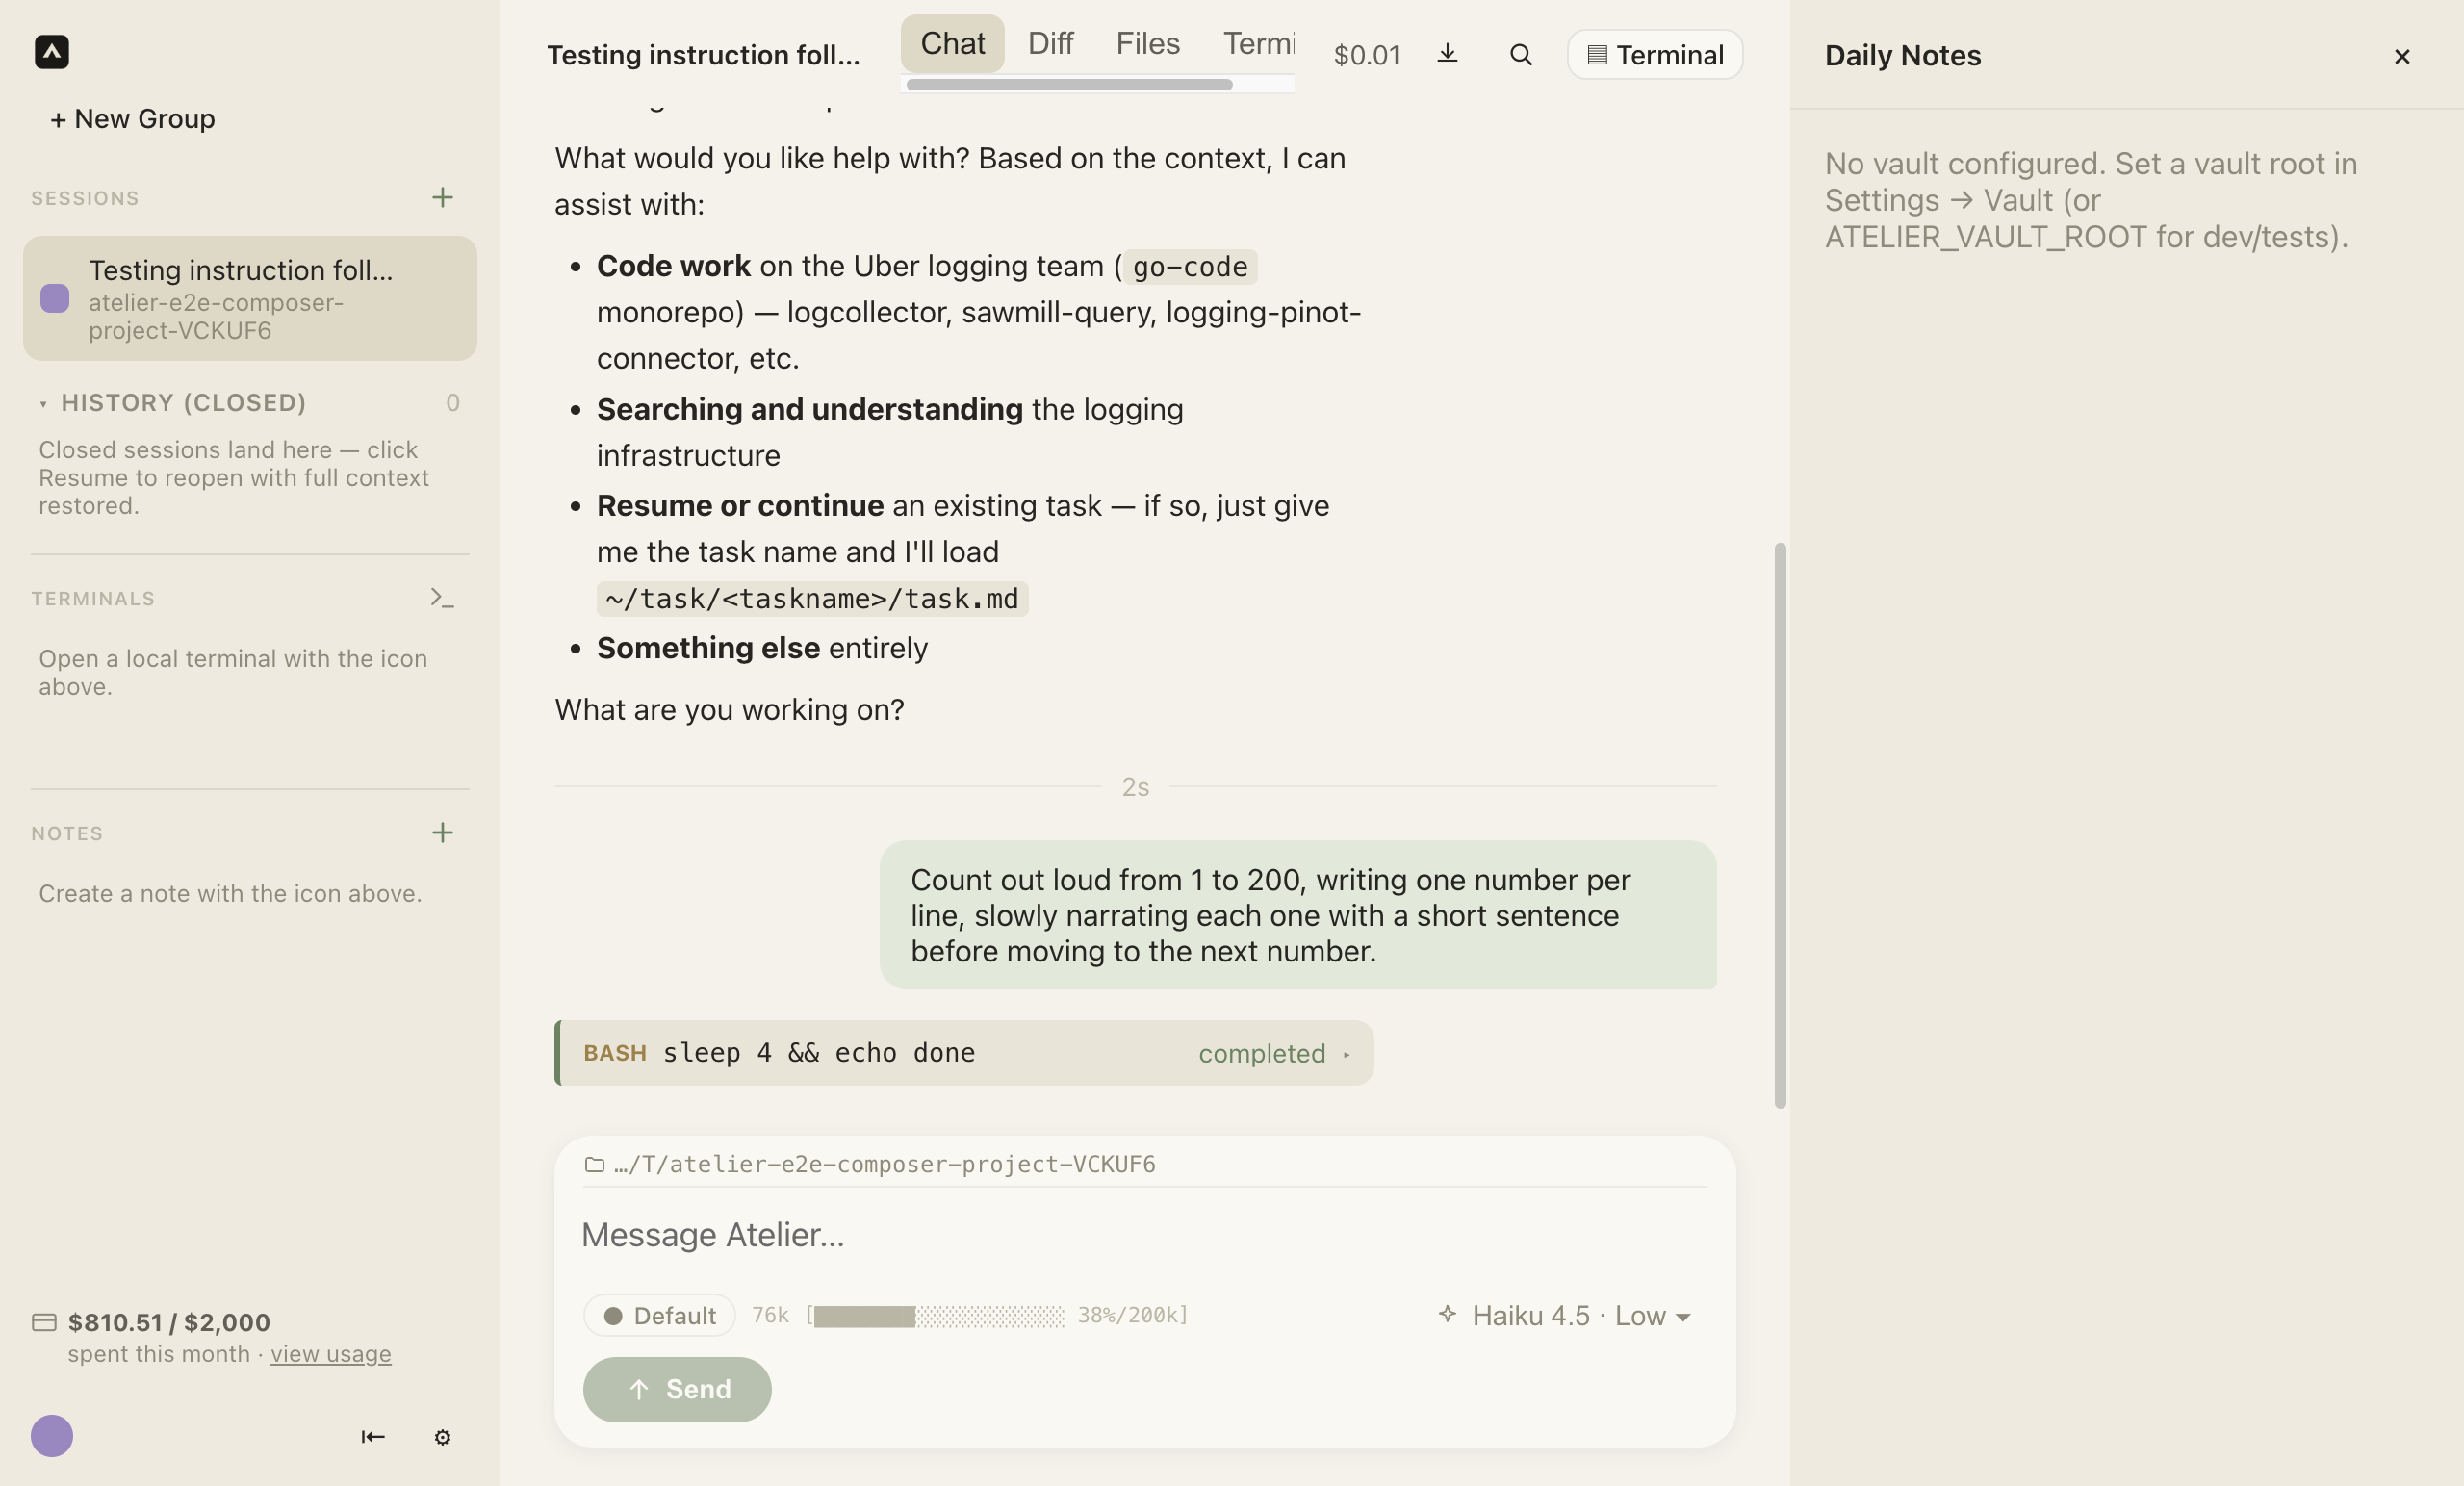 + New Group
SESSIONS
Testing instruction foll...
atelier-e2e-composer-
project-VCKUF6
HISTORY (CLOSED) 0
Closed sessions land here — click
Resume to reopen with full context
restored.
TERMINALS
Open a local terminal with the icon
above.
NOTES
Create a note with the icon above.
$810.51 / $2,000
spent this month · view usage
Testing instruction foll...
Chat Diff Files Termi
$0.01
Terminal
What would you like help with? Based on the context, I can
assist with:
• Code work on the Uber logging team (go-code
monorepo) — logcollector, sawmill-query, logging-pinot-
connector, etc.
• Searching and understanding the logging
infrastructure
• Resume or continue an existing task — if so, just give
me the task name and I'll load
~/task/<taskname>/task.md
• Something else entirely
What are you working on?
2s
Count out loud from 1 to 200, writing one number per
line, slowly narrating each one with a short sentence
before moving to the next number.
BASH sleep 4 && echo done completed
…/T/atelier-e2e-composer-project-VCKUF6
Message Atelier...
Default 76k [ 38%/200k]
Haiku 4.5 · Low
Send
Daily Notes
No vault configured. Set a vault root in
Settings → Vault (or
ATELIER_VAULT_ROOT for dev/tests).